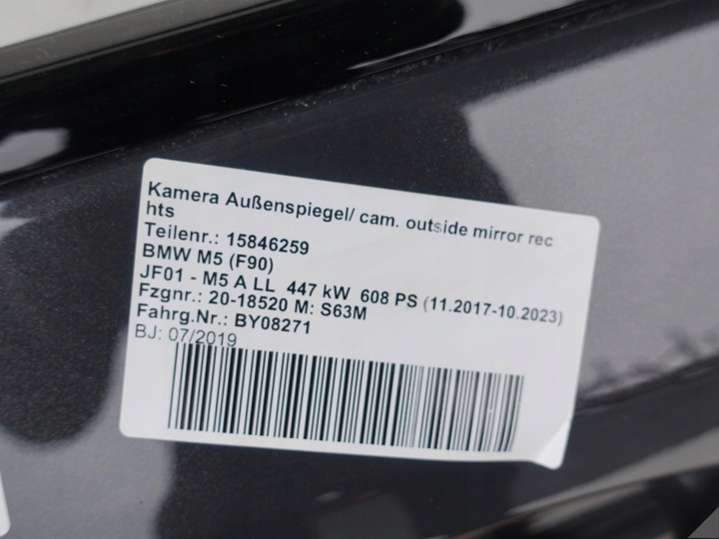 Kamera Außenspiegel/ cam. outside mirror rec
hts
Teilenr.: 15846259
BMW M5 (F90)
JF01 - M5 A LL 447 kW 608 PS (11.2017-10.2023)
Fzgnr.: 20-18520 M: S63M
Fahrg.Nr.: BY08271
BJ: 07/2019